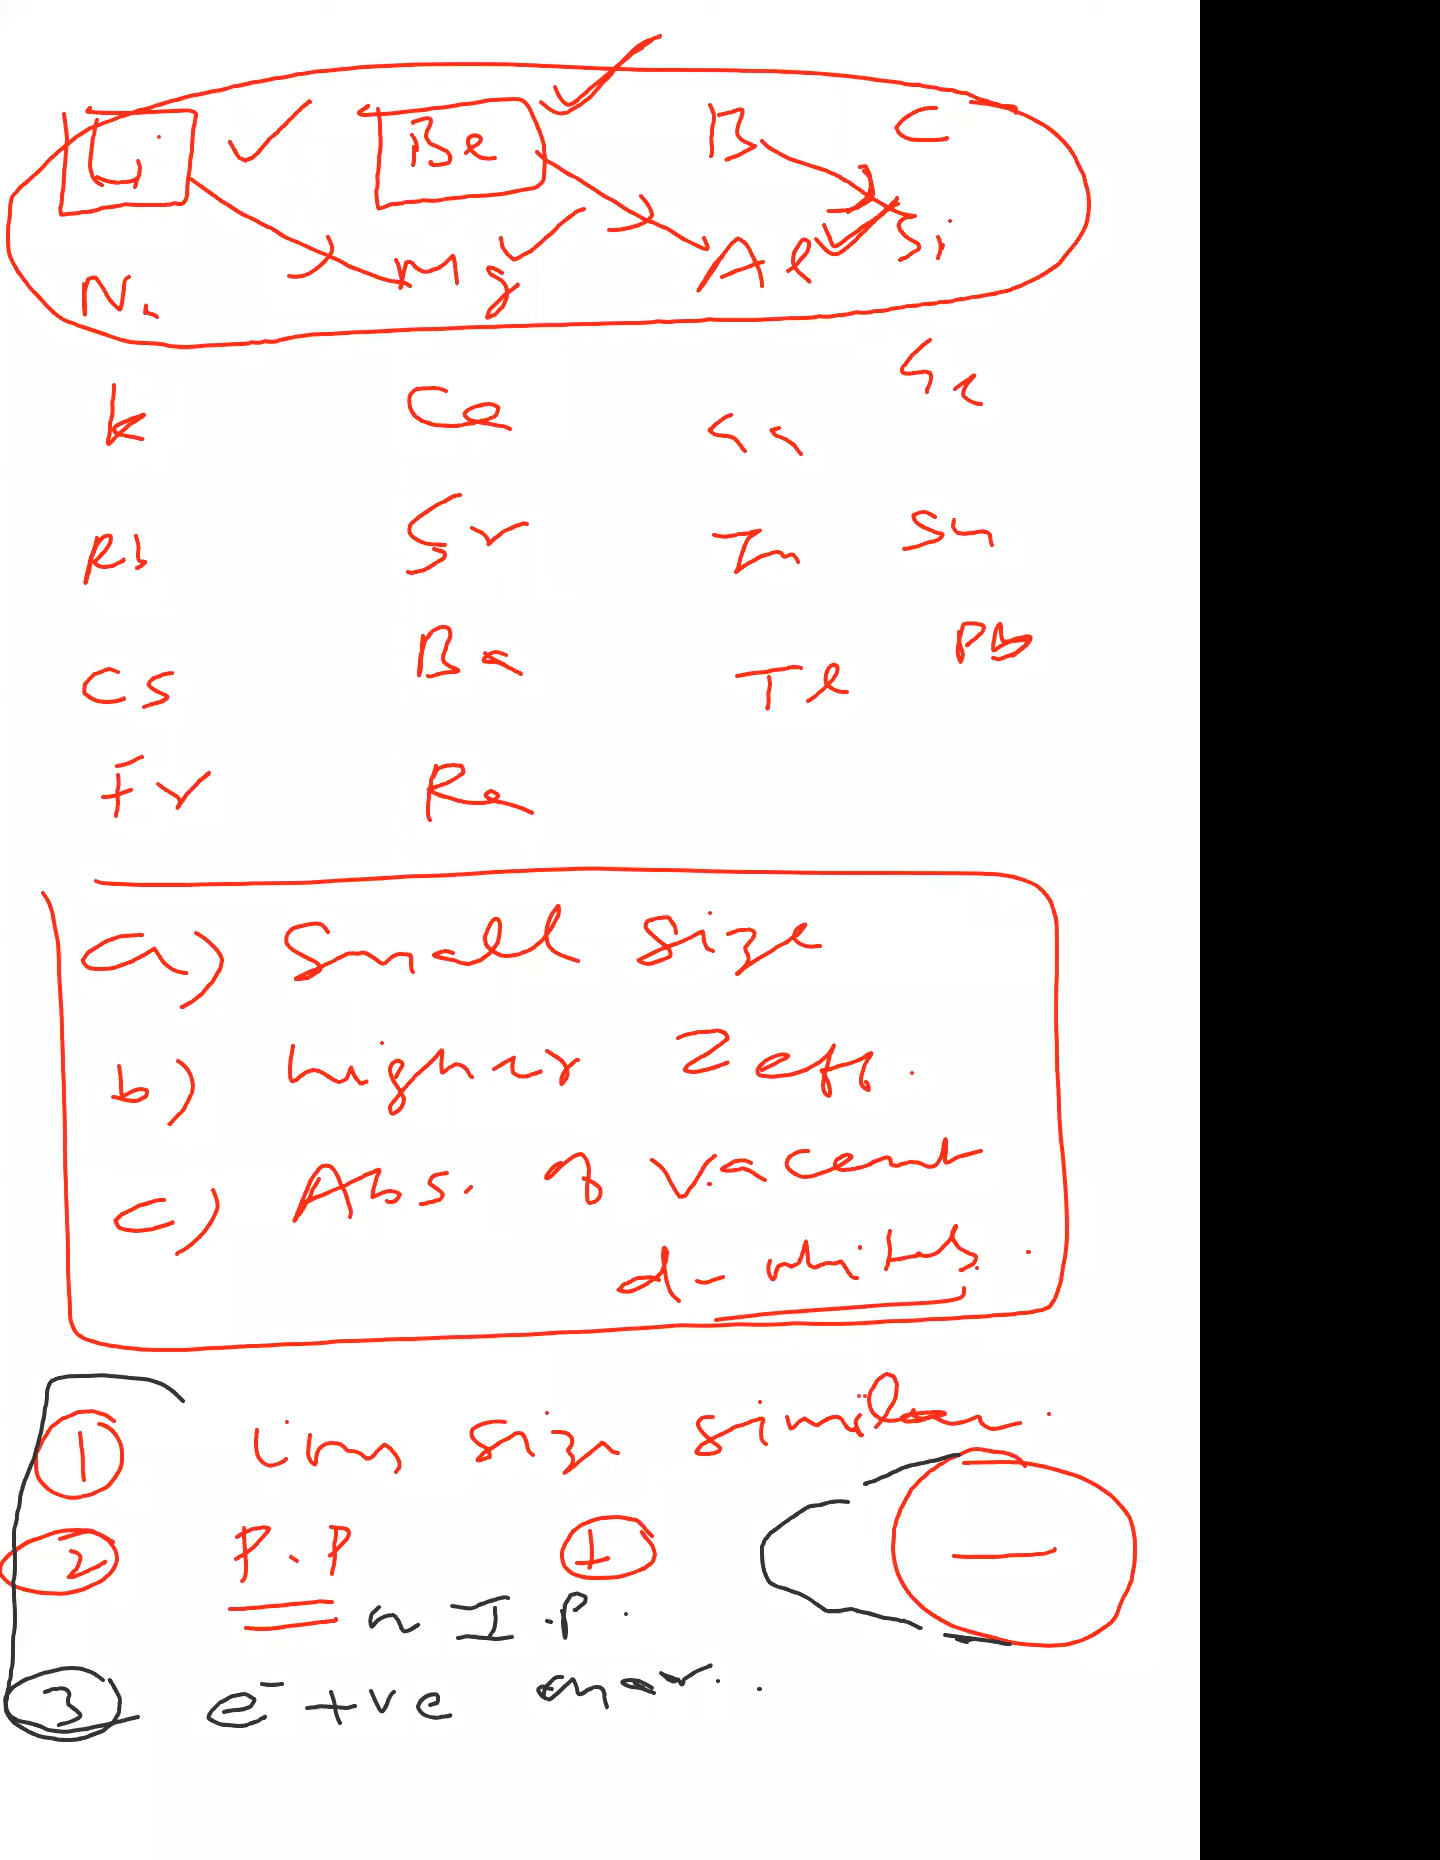 Li Be B C
Na Mg Al Si
K Ca Ga Ge
Rb Sr In Sn
Cs Ba Tl Pb
Fr Ra
a) Small size
b) higher Zeff.
c) Abs. of vacant
d-orbitals.
1 ions size similar.
2 P.P +
~ I.P.
3 e⁻ +ve char..